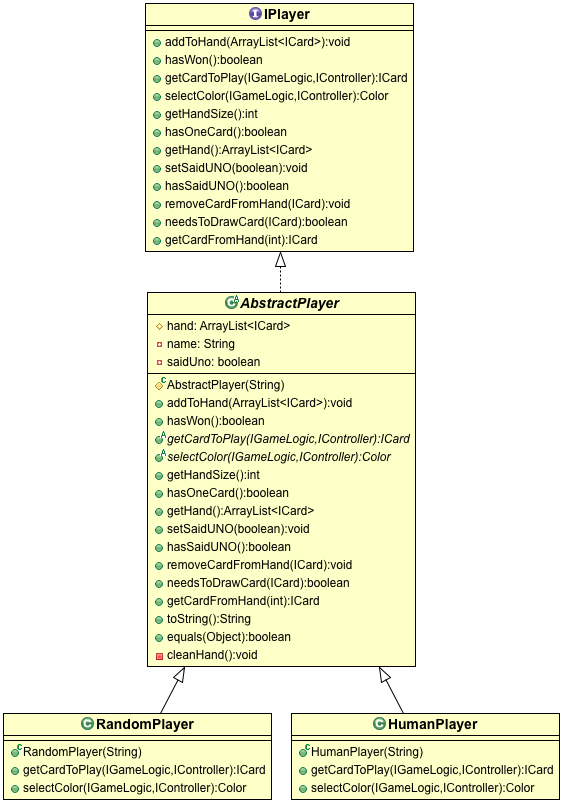 IPlayer
addToHand(ArrayList<ICard>):void
hasWon():boolean
getCardToPlay(IGameLogic,IController):ICard
selectColor(IGameLogic,IController):Color
getHandSize():int
hasOneCard():boolean
getHand():ArrayList<ICard>
setSaidUNO(boolean):void
hasSaidUNO():boolean
removeCardFromHand(ICard):void
needsToDrawCard(ICard):boolean
getCardFromHand(int):ICard
AbstractPlayer
hand: ArrayList<ICard>
name: String
saidUno: boolean
AbstractPlayer(String)
addToHand(ArrayList<ICard>):void
hasWon():boolean
getCardToPlay(IGameLogic,IController):ICard
selectColor(IGameLogic,IController):Color
getHandSize():int
hasOneCard():boolean
getHand():ArrayList<ICard>
setSaidUNO(boolean):void
hasSaidUNO():boolean
removeCardFromHand(ICard):void
needsToDrawCard(ICard):boolean
getCardFromHand(int):ICard
toString():String
equals(Object):boolean
cleanHand():void
RandomPlayer
RandomPlayer(String)
getCardToPlay(IGameLogic,IController):ICard
selectColor(IGameLogic,IController):Color
HumanPlayer
HumanPlayer(String)
getCardToPlay(IGameLogic,IController):ICard
selectColor(IGameLogic,IController):Color